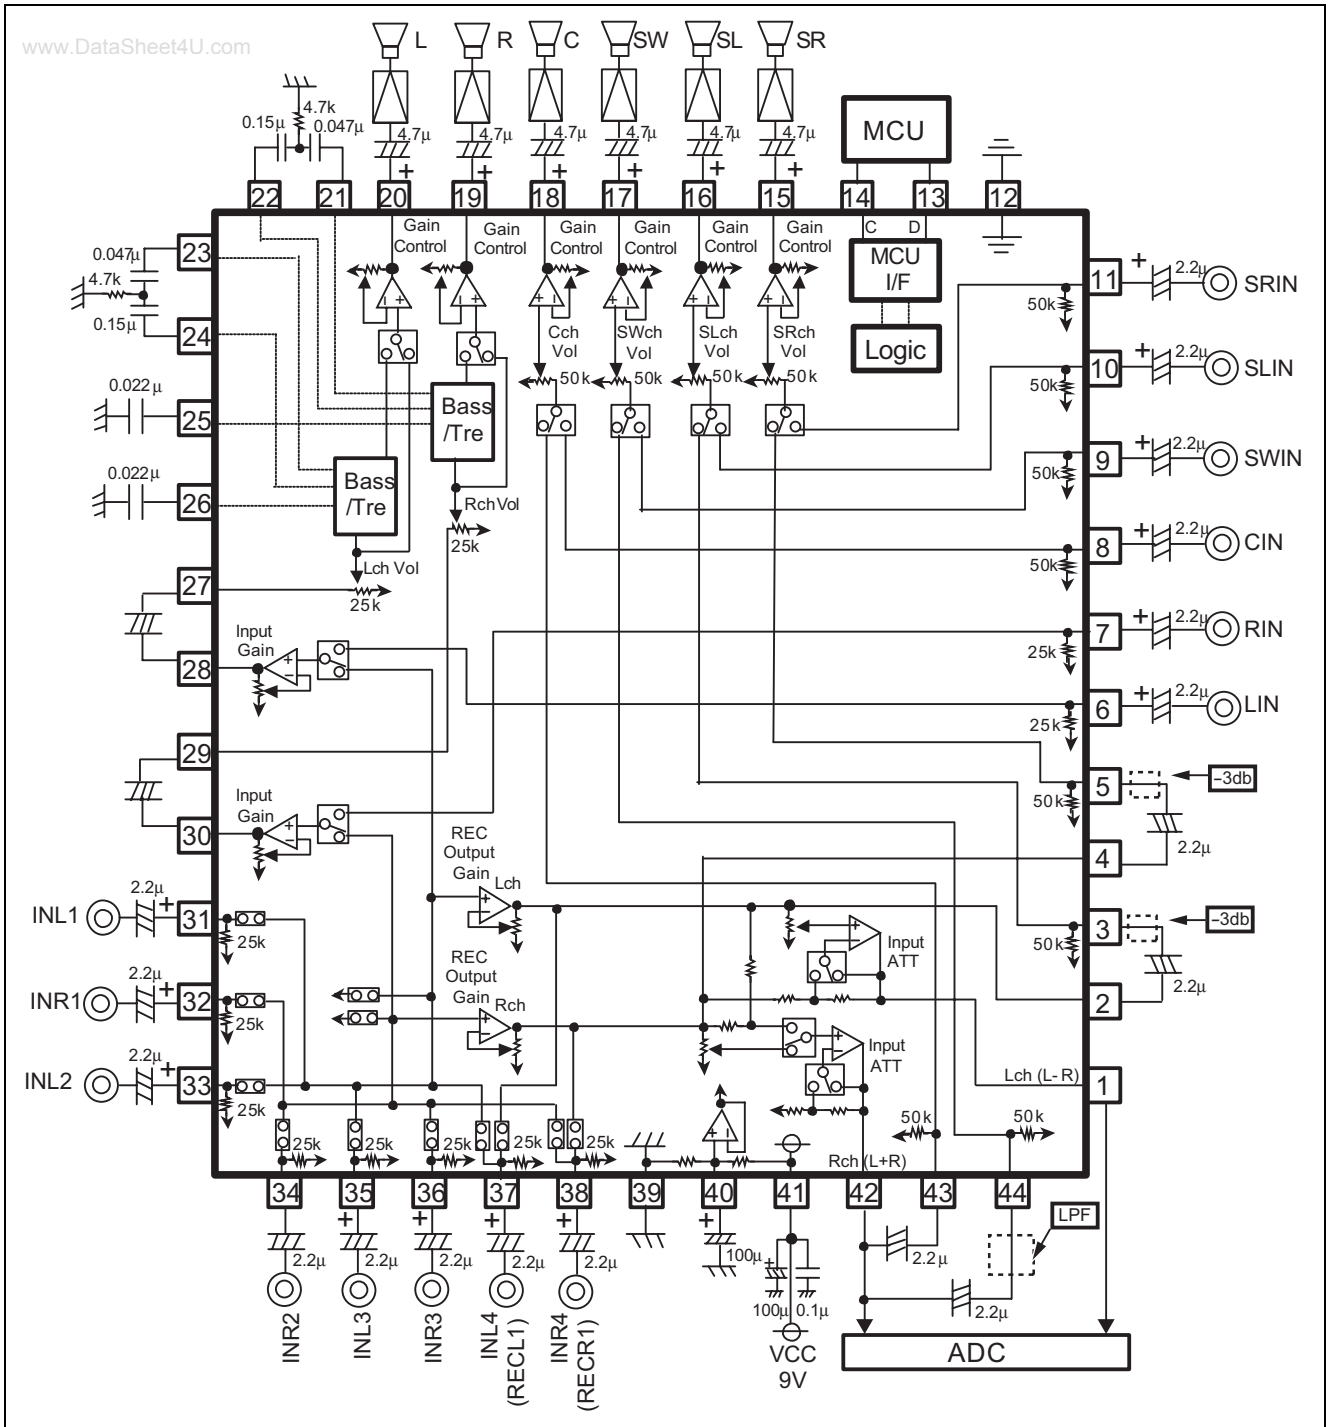 www.DataSheet4U.com
L
R
C
SW
SL
SR
4.7k
0.15μ
0.047μ
4.7μ
4.7μ
4.7μ
4.7μ
4.7μ
4.7μ
+
+
+
+
+
+
MCU
22
21
20
19
18
17
16
15
14
13
12
C
D
Gain
Control
Gain
Control
Gain
Control
Gain
Control
Gain
Control
Gain
Control
MCU
I/F
Logic
23
0.047μ
4.7k
0.15μ
24
0.022μ
25
0.022μ
26
27
28
29
30
Cch
Vol
SWch
Vol
SLch
Vol
SRch
Vol
50k
50k
50k
50k
Bass
/Tre
Bass
/Tre
RchVol
25k
Lch Vol
25k
11
+
2.2μ
SRIN
50k
10
+
2.2μ
SLIN
50k
9
+
2.2μ
SWIN
50k
8
+
2.2μ
CIN
50k
7
+
2.2μ
RIN
25k
6
+
2.2μ
LIN
25k
5
–3db
50k
2.2μ
4
3
–3db
50k
2.2μ
2
1
Input
Gain
Input
Gain
REC
Output
Gain
Lch
REC
Output
Gain
Rch
Input
ATT
Input
ATT
Lch (L-R)
Rch (L+R)
50k
50k
INL1
2.2μ
+
31
25k
INR1
2.2μ
+
32
25k
INL2
2.2μ
+
33
25k
25k
25k
25k
25k
25k
34
35
36
37
38
39
40
41
42
43
44
+
+
+
+
+
2.2μ
2.2μ
2.2μ
2.2μ
2.2μ
INR2
INL3
INR3
INL4
(RECL1)
INR4
(RECR1)
100μ
+
100μ
0.1μ
VCC
9V
2.2μ
2.2μ
LPF
ADC